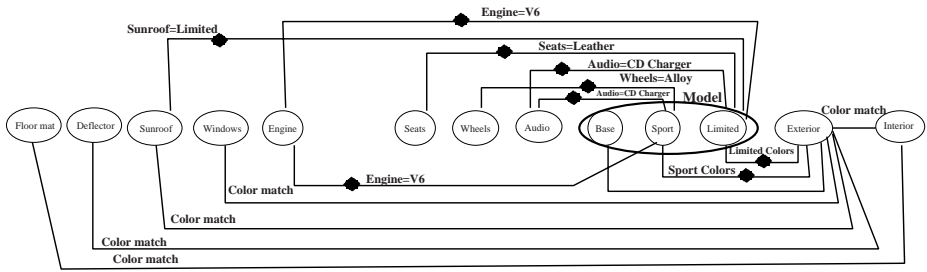 Engine=V6
Sunroof=Limited
Seats=Leather
Audio=CD Charger
Wheels=Alloy
Audio=CD Charger
Model
Color match
Floor mat
Deflector
Sunroof
Windows
Engine
Seats
Wheels
Audio
Base
Sport
Limited
Exterior
Interior
Limited Colors
Sport Colors
Engine=V6
Color match
Color match
Color match
Color match